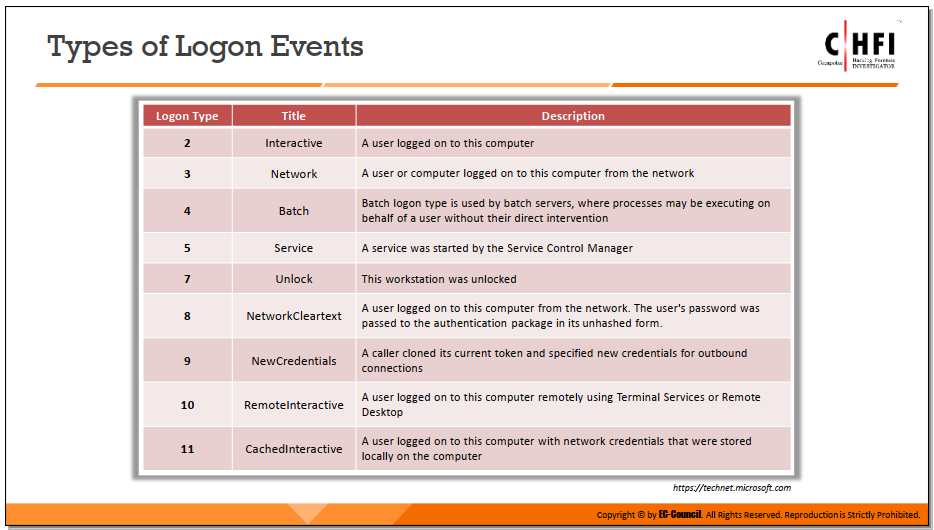 Types of Logon Events
CHFI
Computer Hacking Forensic
INVESTIGATOR
Logon Type Title Description
2 Interactive A user logged on to this computer
3 Network A user or computer logged on to this computer from the network
4 Batch Batch logon type is used by batch servers, where processes may be executing on
behalf of a user without their direct intervention
5 Service A service was started by the Service Control Manager
7 Unlock This workstation was unlocked
8 NetworkCleartext A user logged on to this computer from the network. The user's password was
passed to the authentication package in its unhashed form.
9 NewCredentials A caller cloned its current token and specified new credentials for outbound
connections
10 RemoteInteractive A user logged on to this computer remotely using Terminal Services or Remote
Desktop
11 CachedInteractive A user logged on to this computer with network credentials that were stored
locally on the computer
https://technet.microsoft.com
Copyright © by EC-Council. All Rights Reserved. Reproduction is Strictly Prohibited.